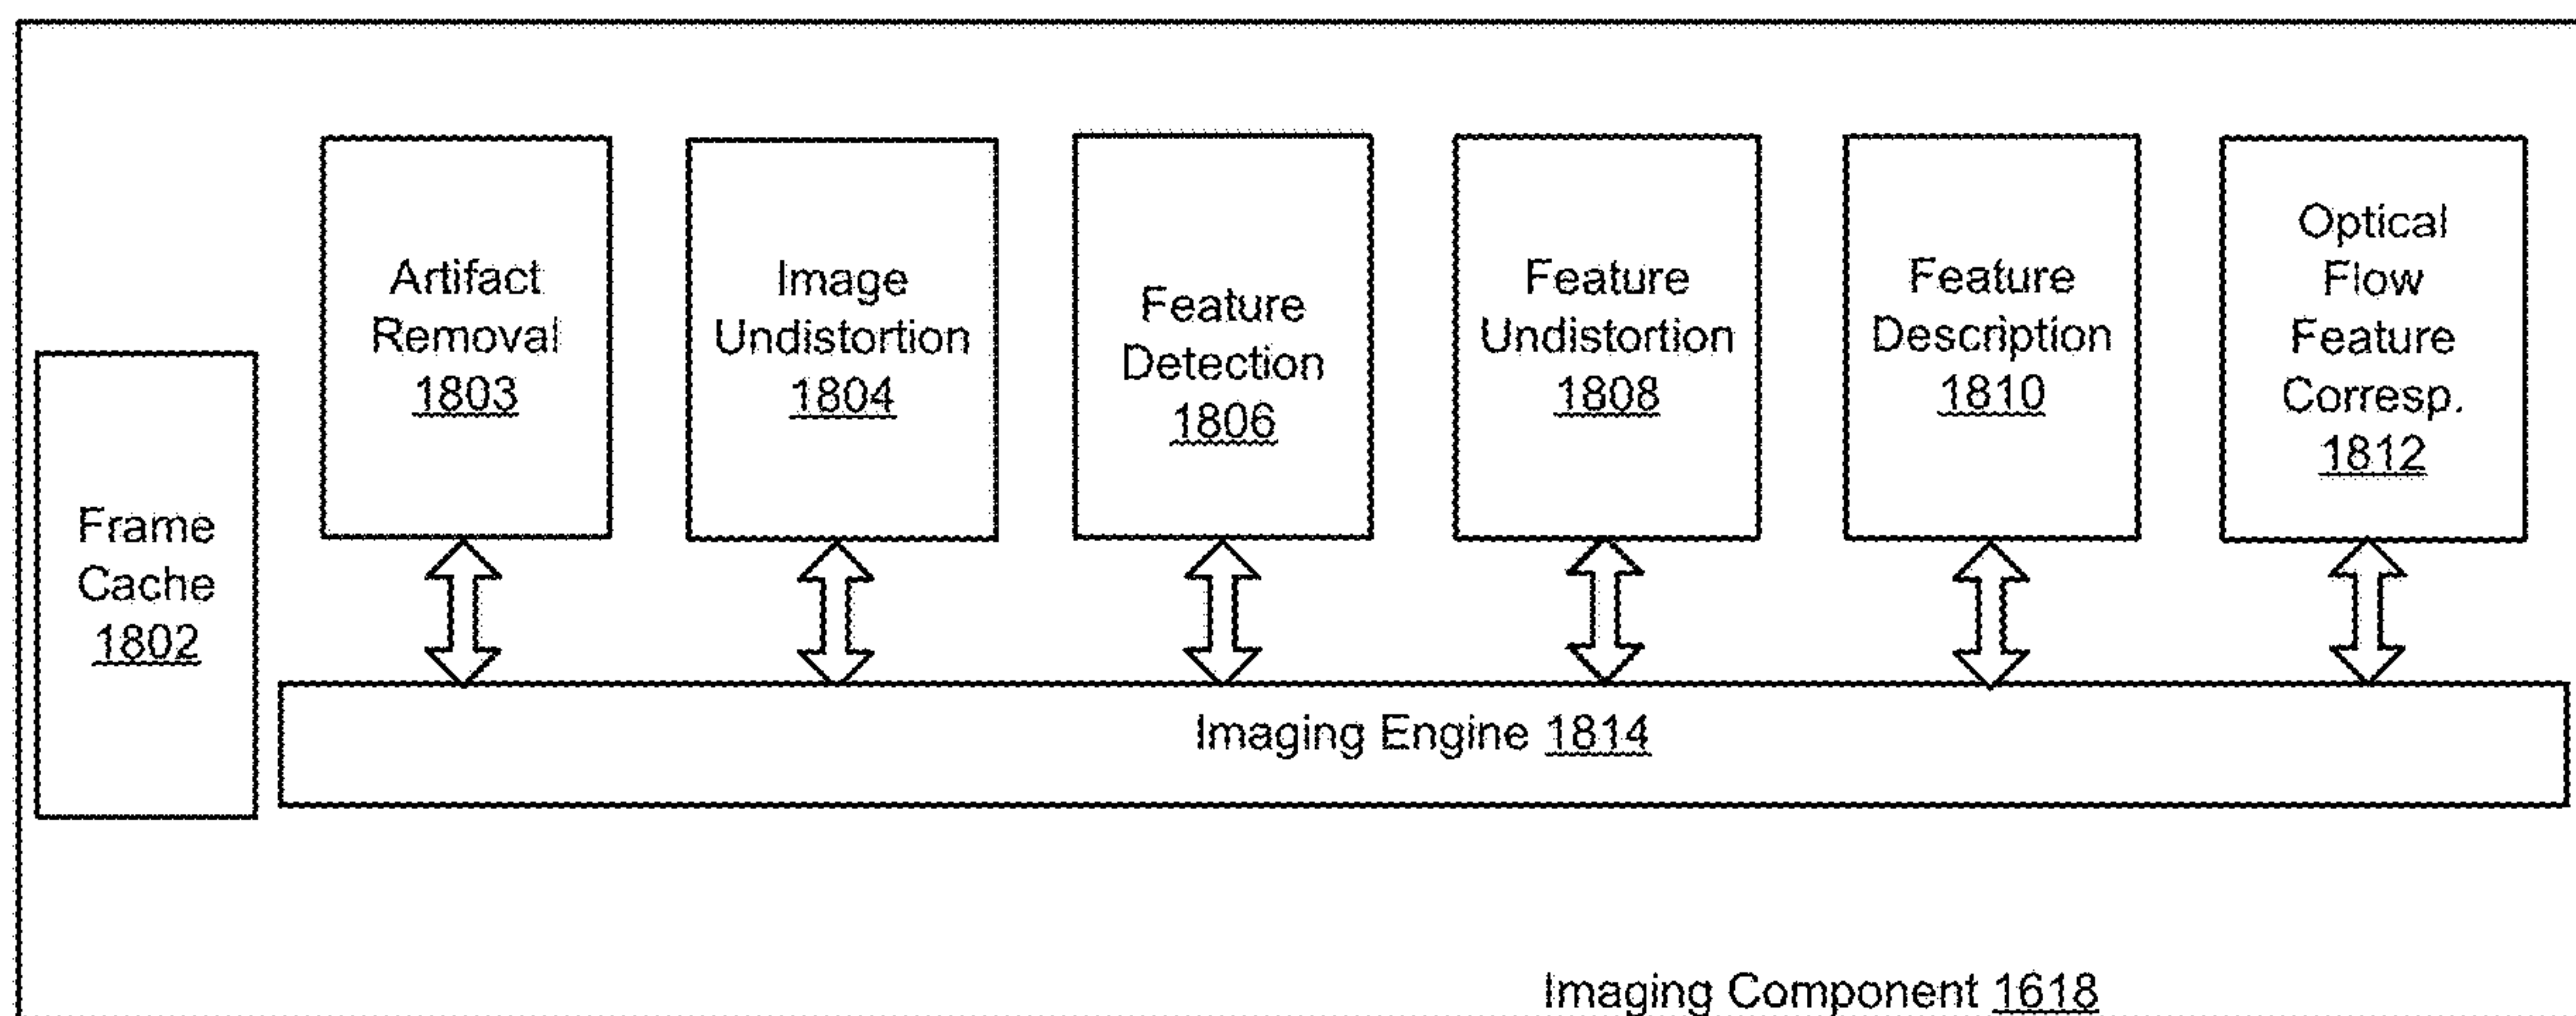 Frame
Cache
1802
Artifact
Removal
1803
Image
Undistortion
1804
Feature
Detection
1806
Feature
Undistortion
1808
Feature
Description
1810
Optical
Flow
Feature
Corresp.
1812
Imaging Engine 1814
Imaging Component 1618